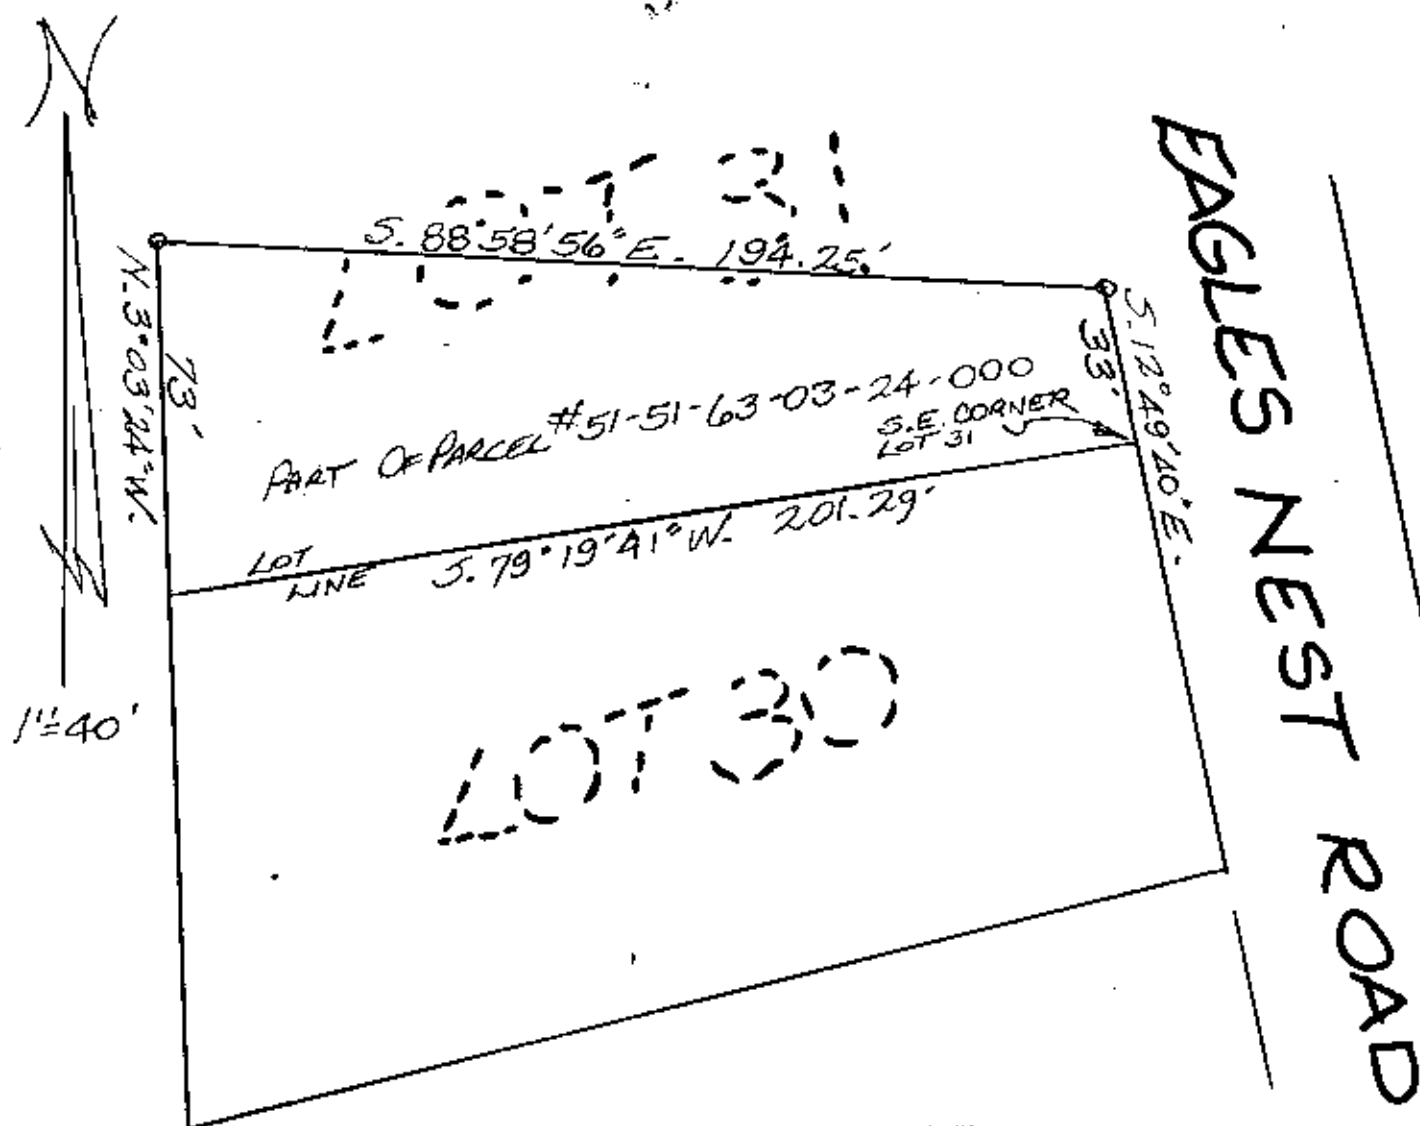 N
LOT 31
S. 88°58'56" E. 194.25'
N. 3°03'24" W.
73'
S. 12°49'40" E.
33'
PART OF PARCEL #51-51-63-03-24-000
S.E. CORNER
LOT 31
LOT
LINE
S. 79°19'41" W. 201.29'
LOT 30
1"=40'
EAGLES NEST ROAD